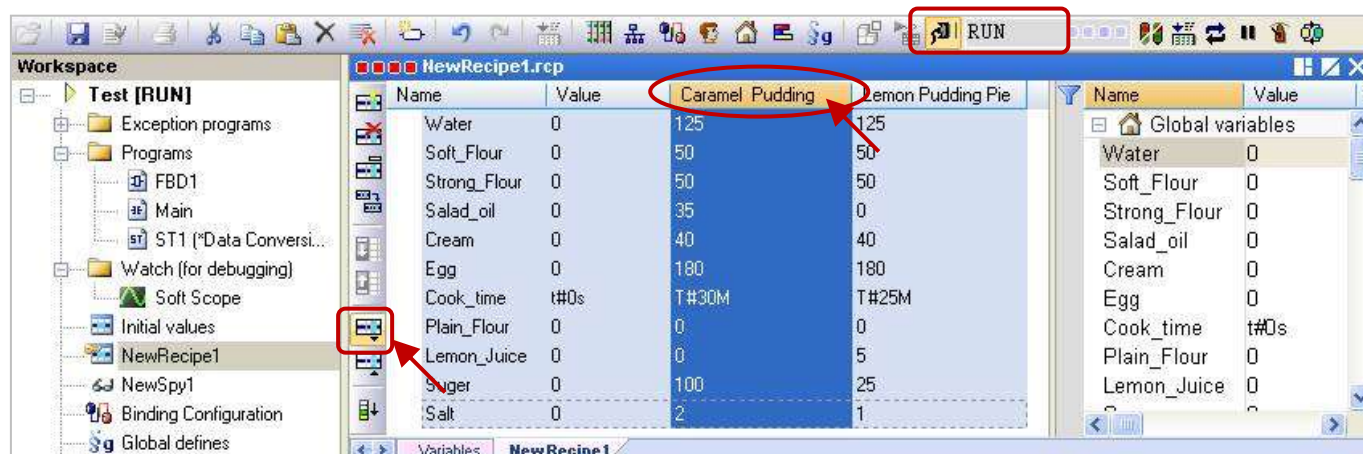 RUN
Workspace
Test [RUN]
Exception programs
Programs
FBD1
Main
ST1 (*Data Conversi...
Watch (for debugging)
Soft Scope
Initial values
NewRecipe1
NewSpy1
Binding Configuration
Global defines
NewRecipe1.rcp
Name Value Caramel Pudding Lemon Pudding Pie
Water 0 125 125
Soft_Flour 0 50 50
Strong_Flour 0 50 50
Salad_oil 0 35 0
Cream 0 40 40
Egg 0 180 180
Cook_time t#0s T#30M T#25M
Plain_Flour 0 0 0
Lemon_Juice 0 0 5
Suger 0 100 25
Salt 0 2 1
Variables NewRecipe1
Name Value
Global variables
Water 0
Soft_Flour 0
Strong_Flour 0
Salad_oil 0
Cream 0
Egg 0
Cook_time t#0s
Plain_Flour 0
Lemon_Juice 0